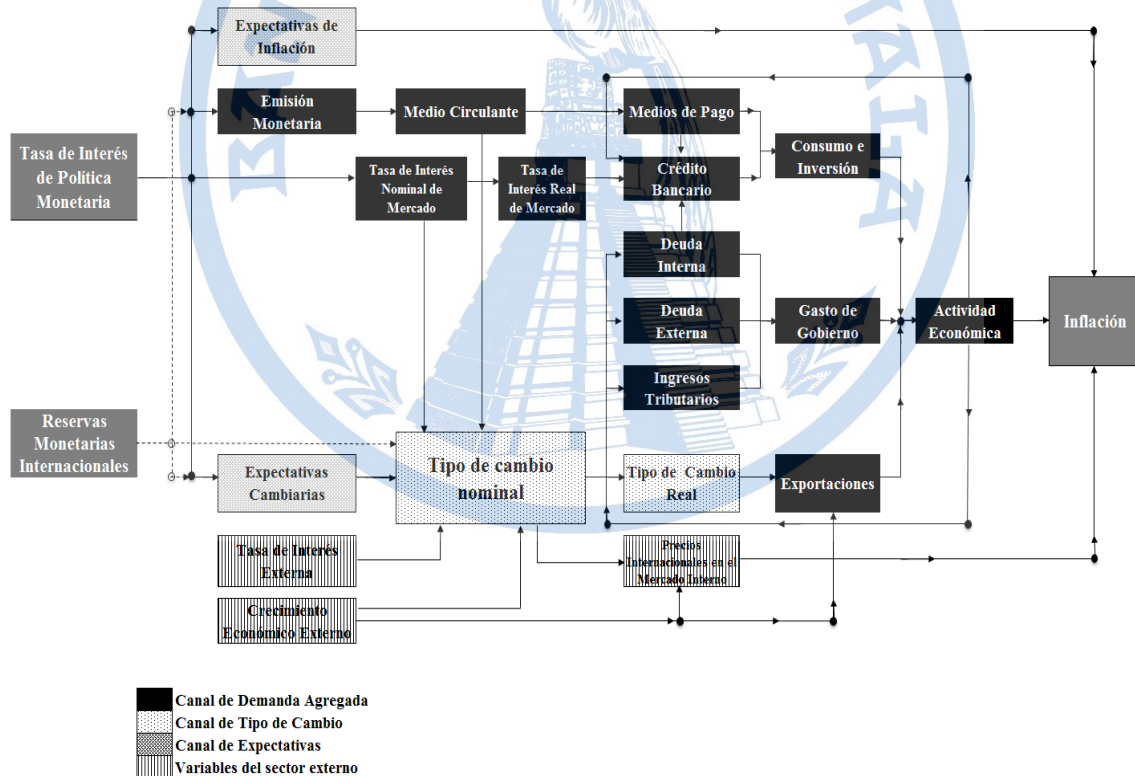 Expectativas de
Inflación
Emisión
Monetaria
Medio Circulante
Medios de Pago
Consumo e
Inversión
Tasa de Interés
de Política
Monetaria
Tasa de Interés
Nominal de
Mercado
Tasa de
Interés Real
de Mercado
Crédito
Bancario
Deuda
Interna
Deuda
Externa
Gasto de
Gobierno
Actividad
Económica
Inflación
Ingresos
Tributarios
Reservas
Monetarias
Internacionales
Expectativas
Cambiarias
Tipo de cambio
nominal
Tipo de Cambio
Real
Exportaciones
Tasa de Interés
Externa
Precios
Internacionales en el
Mercado Interno
Crecimiento
Económico Externo
Canal de Demanda Agregada
Canal de Tipo de Cambio
Canal de Expectativas
Variables del sector externo